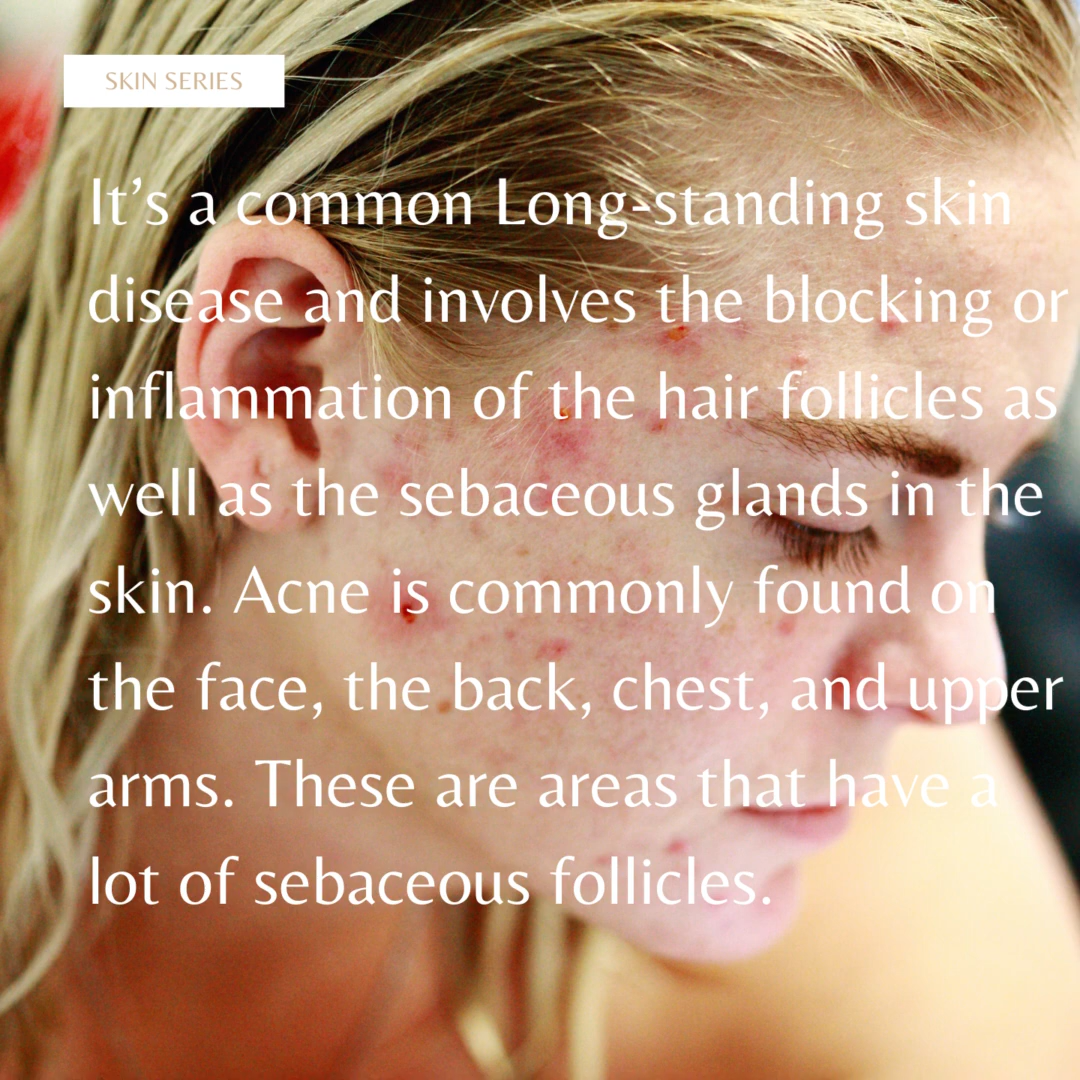 SKIN SERIES
It’s a common Long-standing skin
disease and involves the blocking or
inflammation of the hair follicles as
well as the sebaceous glands in the
skin. Acne is commonly found on
the face, the back, chest, and upper
arms. These are areas that have a
lot of sebaceous follicles.